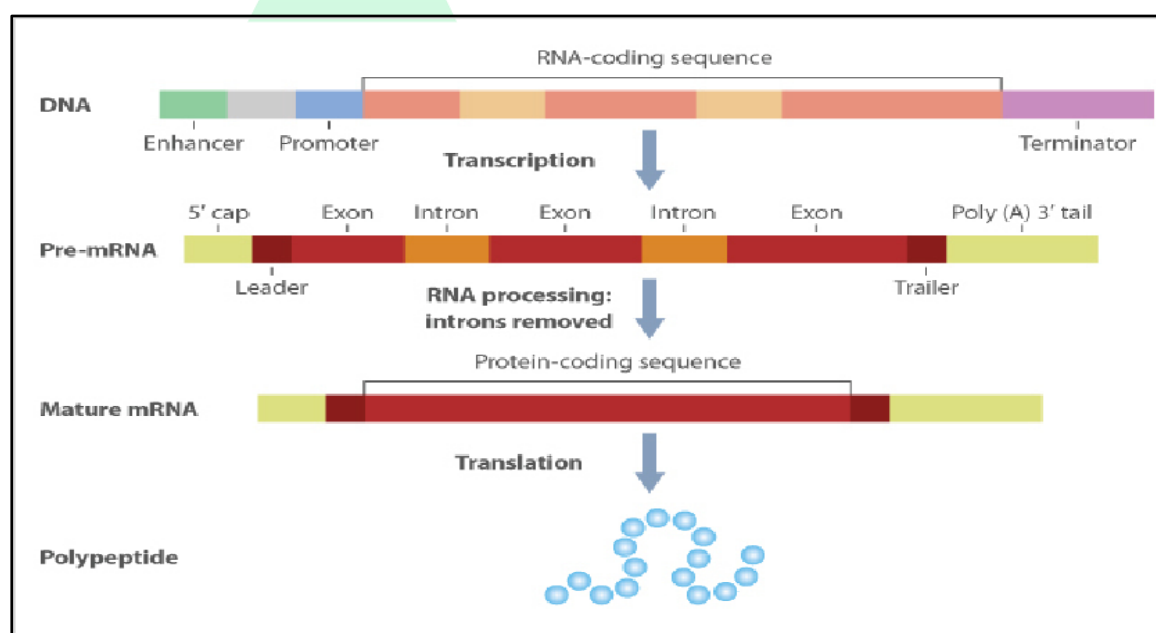 RNA-coding sequence
DNA
Enhancer Promoter Terminator
Transcription
5′ cap Exon Intron Exon Intron Exon Poly (A) 3′ tail
Pre-mRNA
Leader Trailer
RNA processing:
introns removed
Protein-coding sequence
Mature mRNA
Translation
Polypeptide